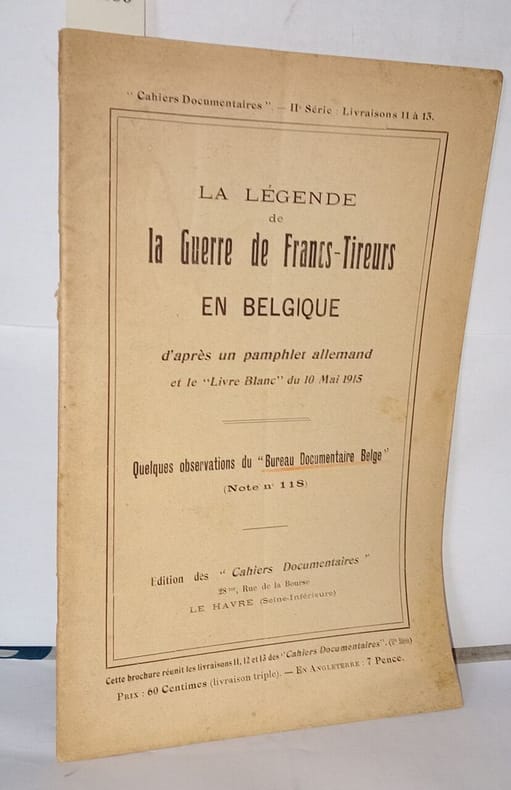 " Cahiers Documentaires ". — IIe Série : Livraisons 11 à 13.
LA LÉGENDE
de
la Guerre de Francs-Tireurs
EN BELGIQUE
d'après un pamphlet allemand
et le "Livre Blanc" du 10 Mai 1915
Quelques observations du "Bureau Documentaire Belge"
(Note no 118)
Edition des " Cahiers Documentaires "
Rue de la Bourse
LE HAVRE (Seine-Inférieure)
Cette brochure réunit les livraisons 11, 12 et 13 des "Cahiers Documentaires". (IIe Série)
PRIX : 60 Centimes (livraison triple). — EN ANGLETERRE : 7 Pence.